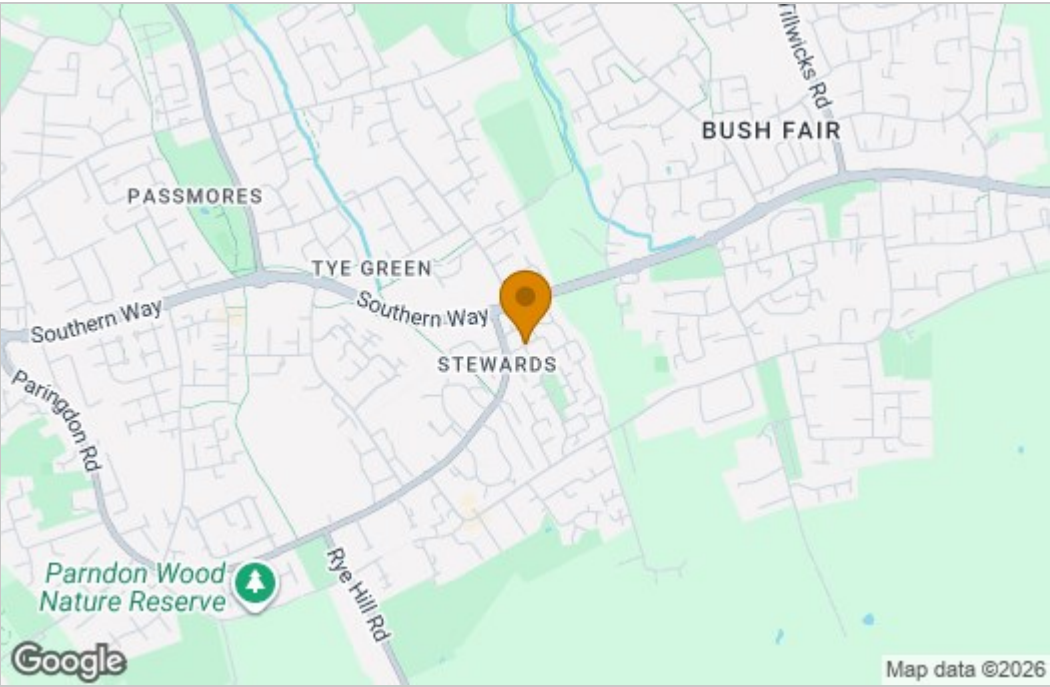 Tillwicks Rd
BUSH FAIR
PASSMORES
TYE GREEN
Southern Way
Southern Way
STEWARDS
Paringdon Rd
Parndon Wood
Nature Reserve
Rye Hill Rd
Google
Map data ©2026